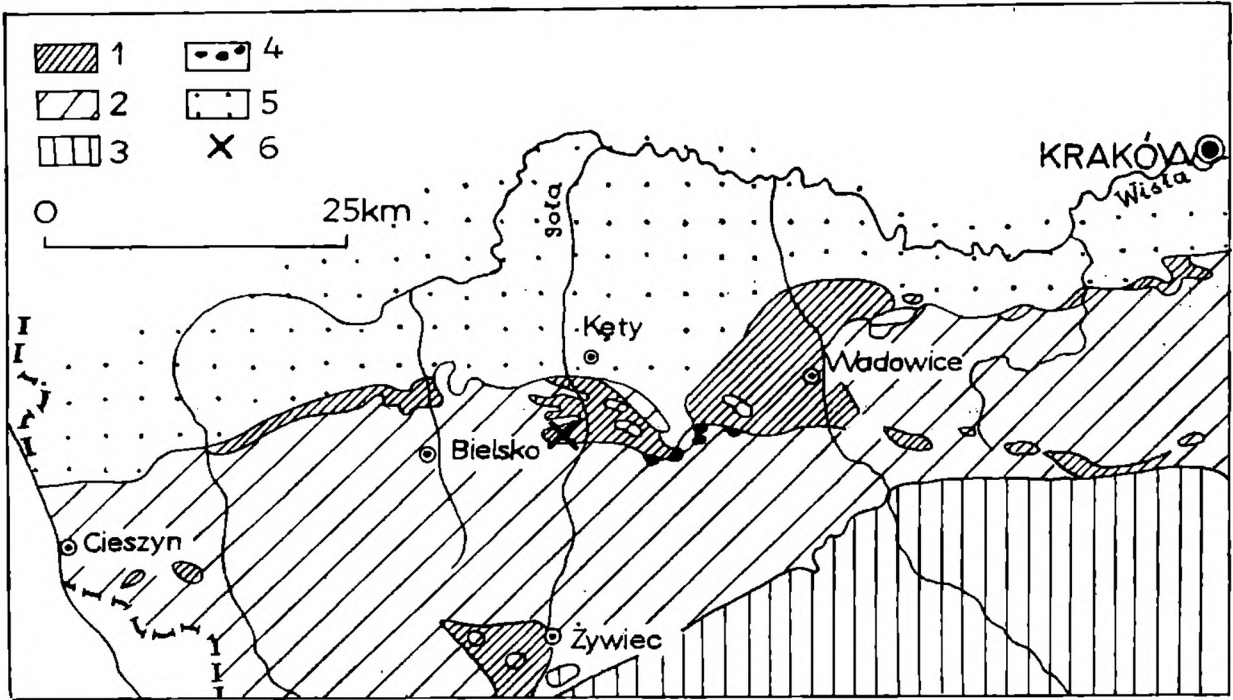 1 4
2 5
3 6
0 25km
KRAKÓW
Wisła
Soła
Kęty
Wadowice
Bielsko
Cieszyn
Żywiec